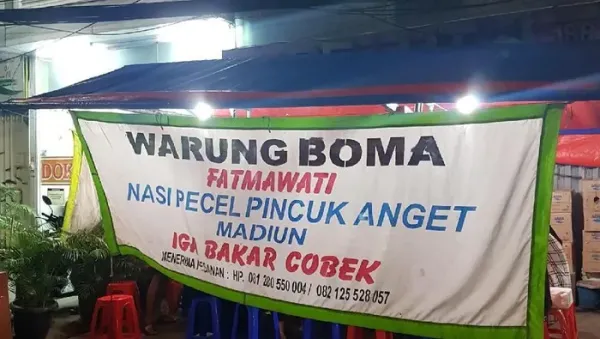 WARUNG BOMA
FATMAWATI
NASI PECEL PINCUK ANGET
MADIUN
IGA BAKAR COBEK
MENERIMA PESANAN : HP. 081 280 550 004 / 082 125 528 057
DOK